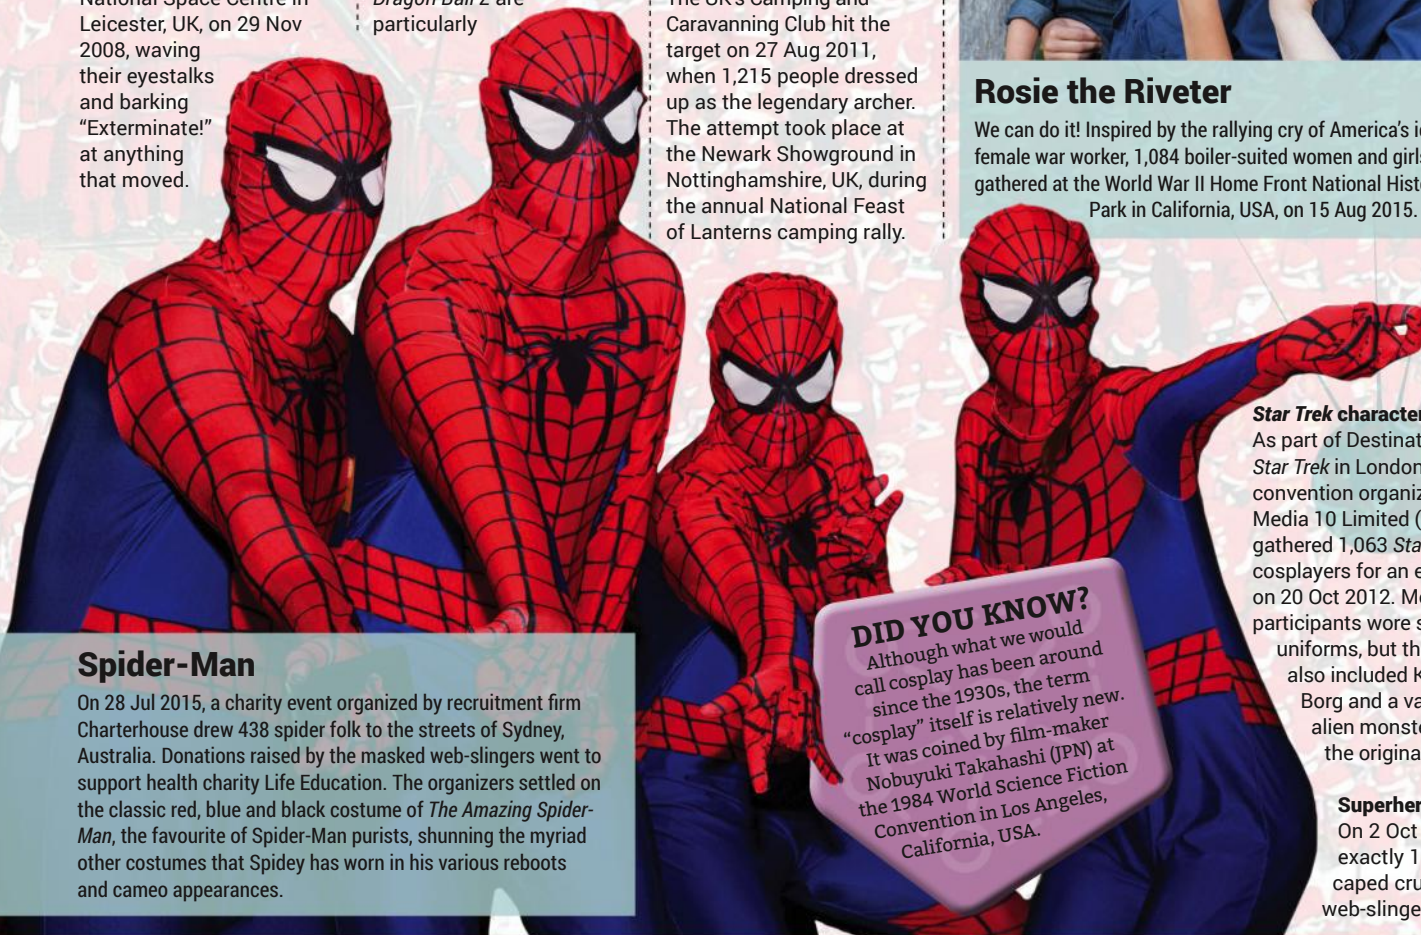 National Space Centre in
Leicester, UK, on 29 Nov
2008, waving
their eyestalks
and barking
“Exterminate!”
at anything
that moved.
Dragon Ball Z are
particularly
The UK’s Camping and
Caravanning Club hit the
target on 27 Aug 2011,
when 1,215 people dressed
up as the legendary archer.
The attempt took place at
the Newark Showground in
Nottinghamshire, UK, during
the annual National Feast
of Lanterns camping rally.
Rosie the Riveter
We can do it! Inspired by the rallying cry of America’s
female war worker, 1,084 boiler-suited women and girls
gathered at the World War II Home Front National
Park in California, USA, on 15 Aug 2015.
Star Trek character
As part of
Star Trek in London
convention
Media 10 Limited (
gathered 1,063
cosplayers for an
on 20 Oct 2012.
participants wore
uniforms, but
also included
Borg and a
alien
the
On 2 Oct
exactly
caped
Spider-Man
On 28 Jul 2015, a charity event organized by recruitment firm
Charterhouse drew 438 spider folk to the streets of Sydney,
Australia. Donations raised by the masked web-slingers went to
support health charity Life Education. The organizers settled on
the classic red, blue and black costume of The Amazing Spider-
Man, the favourite of Spider-Man purists, shunning the myriad
other costumes that Spidey has worn in his various reboots
and cameo appearances.
DID YOU KNOW?
Although what we would
call cosplay has been around
since the 1930s, the term
“cosplay” itself is relatively new.
It was coined by film-maker
Nobuyuki Takahashi (JPN) at
the 1984 World Science Fiction
Convention in Los Angeles,
California, USA.